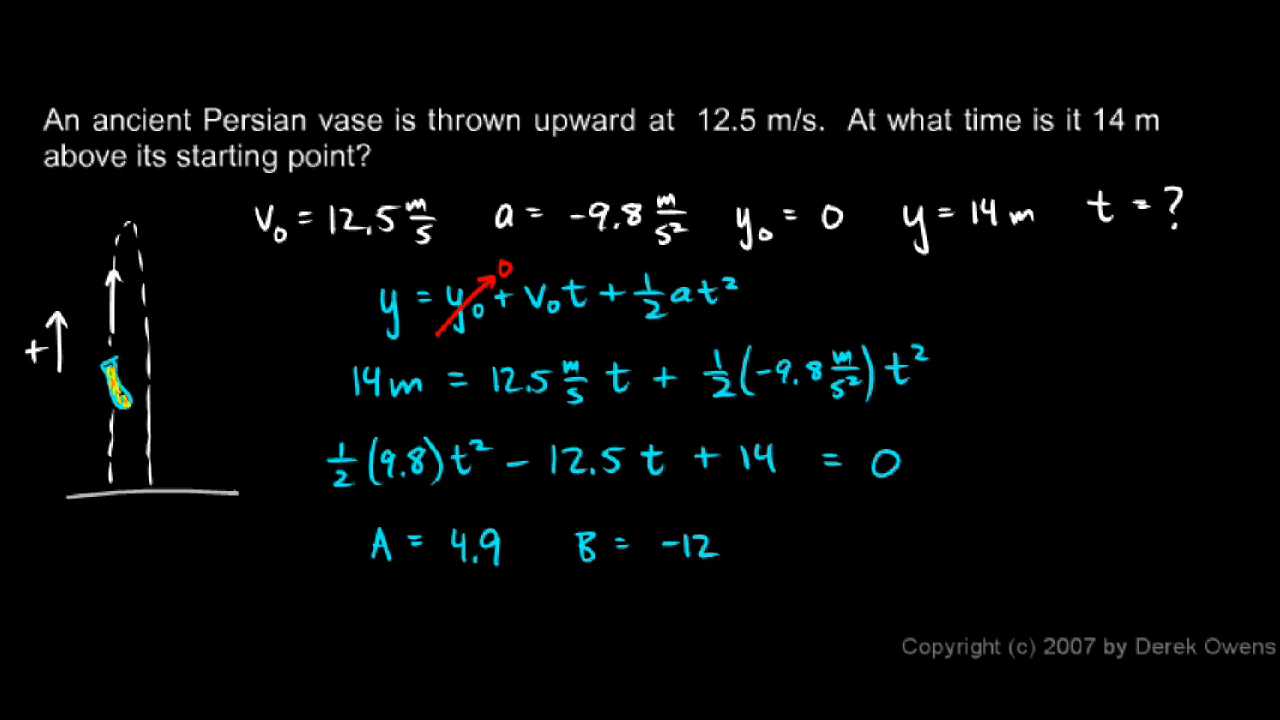 An ancient Persian vase is thrown upward at 12.5 m/s. At what time is it 14 m
above its starting point?
v₀ = 12.5 m/s a = -9.8 m/s² y₀ = 0 y = 14 m t = ?
0
y = y₀ + v₀t + ½at²
+
14m = 12.5 m/s t + ½(-9.8 m/s²)t²
½(9.8)t² - 12.5 t + 14 = 0
A = 4.9 B = -12
Copyright (c) 2007 by Derek Owens